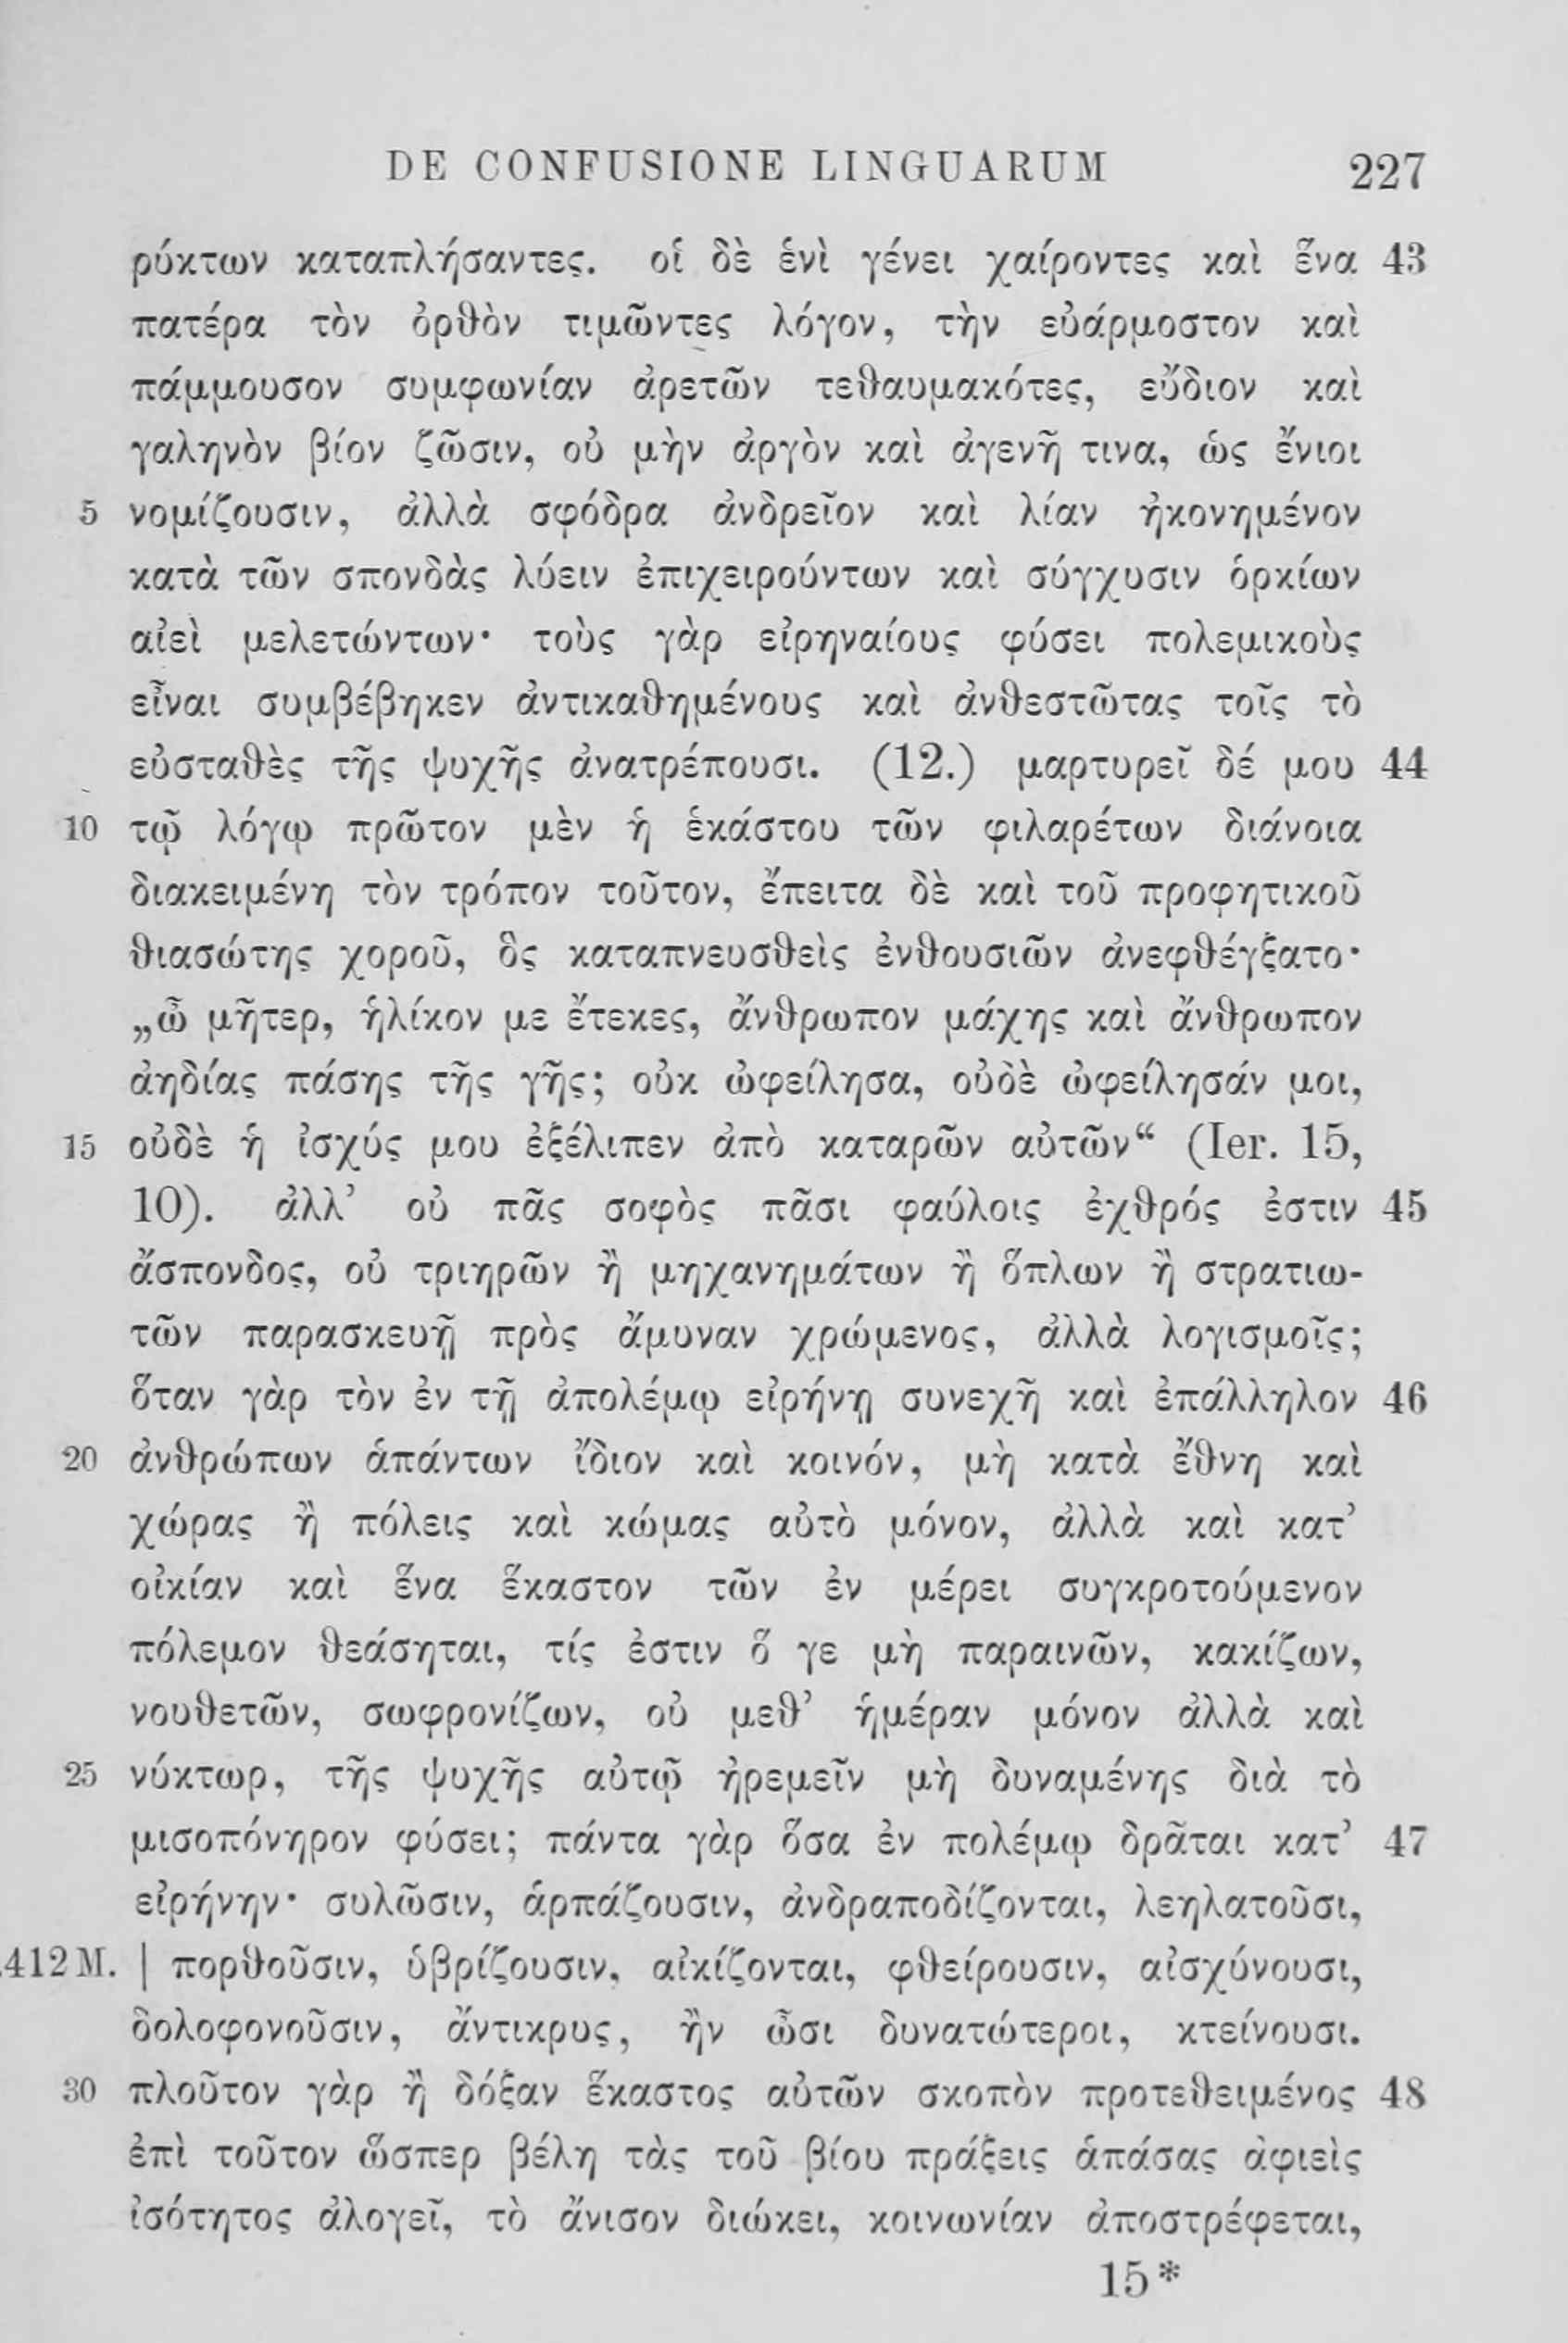 DE CONFUSIONE LINGUARUM 227
ρύκτων καταπλήσαντες. οἱ δὲ ἑνὶ γένει χαίροντες καὶ ἕνα 43
πατέρα τὸν ὀρθὸν τιμῶντες λόγον, τὴν εὐάρμοστον καὶ
πάμμουσον συμφωνίαν ἀρετῶν τεθαυμακότες, εὔδιον καὶ
γαληνὸν βίον ζῶσιν, οὐ μὴν ἀργὸν καὶ ἀγενῆ τινα, ὡς ἔνιοι
5 νομίζουσιν, ἀλλὰ σφόδρα ἀνδρεῖον καὶ λίαν ἠκονημένον
κατὰ τῶν σπονδὰς λύειν ἐπιχειρούντων καὶ σύγχυσιν ὁρκίων
αἰεὶ μελετώντων· τοὺς γὰρ εἰρηναίους φύσει πολεμικοὺς
εἶναι συμβέβηκεν ἀντικαθημένους καὶ ἀνθεστῶτας τοῖς τὸ
εὐσταθὲς τῆς ψυχῆς ἀνατρέπουσι. (12.) μαρτυρεῖ δέ μου 44
10 τῷ λόγῳ πρῶτον μὲν ἡ ἑκάστου τῶν φιλαρέτων διάνοια
διακειμένη τὸν τρόπον τοῦτον, ἔπειτα δὲ καὶ τοῦ προφητικοῦ
θιασώτης χοροῦ, ὃς καταπνευσθεὶς ἐνθουσιῶν ἀνεφθέγξατο·
„ὦ μῆτερ, ἡλίκον με ἔτεκες, ἄνθρωπον μάχης καὶ ἄνθρωπον
ἀηδίας πάσης τῆς γῆς; οὐκ ὠφείλησα, οὐδὲ ὠφείλησάν μοι,
15 οὐδὲ ἡ ἰσχύς μου ἐξέλιπεν ἀπὸ καταρῶν αὐτῶν“ (Ier. 15,
10). ἀλλ’ οὐ πᾶς σοφὸς πᾶσι φαύλοις ἐχθρός ἐστιν 45
ἄσπονδος, οὐ τριηρῶν ἢ μηχανημάτων ἢ ὅπλων ἢ στρατιω-
τῶν παρασκευῇ πρὸς ἄμυναν χρώμενος, ἀλλὰ λογισμοῖς;
ὅταν γὰρ τὸν ἐν τῇ ἀπολέμῳ εἰρήνῃ συνεχῆ καὶ ἐπάλληλον 46
20 ἀνθρώπων ἁπάντων ἴδιον καὶ κοινόν, μὴ κατὰ ἔθνη καὶ
χώρας ἢ πόλεις καὶ κώμας αὐτὸ μόνον, ἀλλὰ καὶ κατ’
οἰκίαν καὶ ἕνα ἕκαστον τῶν ἐν μέρει συγκροτούμενον
πόλεμον θεάσηται, τίς ἐστιν ὅ γε μὴ παραινῶν, κακίζων,
νουθετῶν, σωφρονίζων, οὐ μεθ’ ἡμέραν μόνον ἀλλὰ καὶ
25 νύκτωρ, τῆς ψυχῆς αὐτῷ ἠρεμεῖν μὴ δυναμένης διὰ τὸ
μισοπόνηρον φύσει; πάντα γὰρ ὅσα ἐν πολέμῳ δρᾶται κατ’ 47
εἰρήνην· συλῶσιν, ἁρπάζουσιν, ἀνδραποδίζονται, λεηλατοῦσι,
.412 M. | πορθοῦσιν, ὑβρίζουσιν, αἰκίζονται, φθείρουσιν, αἰσχύνουσι,
δολοφονοῦσιν, ἄντικρυς, ἢν ὦσι δυνατώτεροι, κτείνουσι.
30 πλοῦτον γὰρ ἢ δόξαν ἕκαστος αὐτῶν σκοπὸν προτεθειμένος 48
ἐπὶ τοῦτον ὥσπερ βέλη τὰς τοῦ βίου πράξεις ἁπάσας ἀφιεὶς
ἰσότητος ἀλογεῖ, τὸ ἄνισον διώκει, κοινωνίαν ἀποστρέφεται,
15*